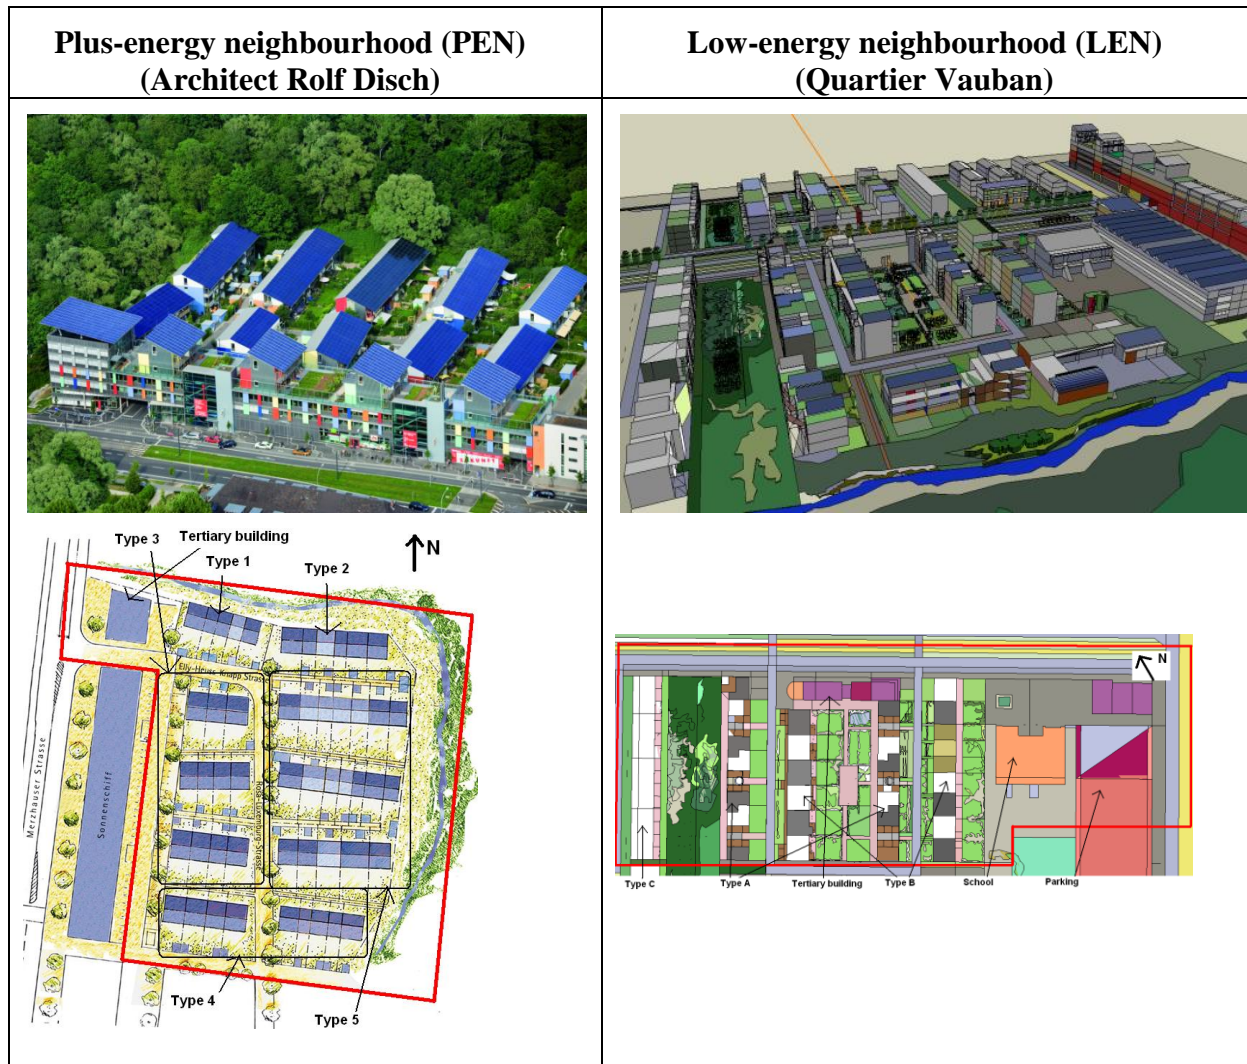 Plus-energy neighbourhood (PEN)
(Architect Rolf Disch)
Low-energy neighbourhood (LEN)
(Quartier Vauban)
Type 3
Tertiary building
Type 1
Type 2
N
Elly-Heuss-Knapp Strasse
Merzhauser Strasse
Sonnenschiff
Rosa-Luxemburg-Strasse
Type 4
Type 5
N
Type C
Type A
Tertiary building
Type B
School
Parking